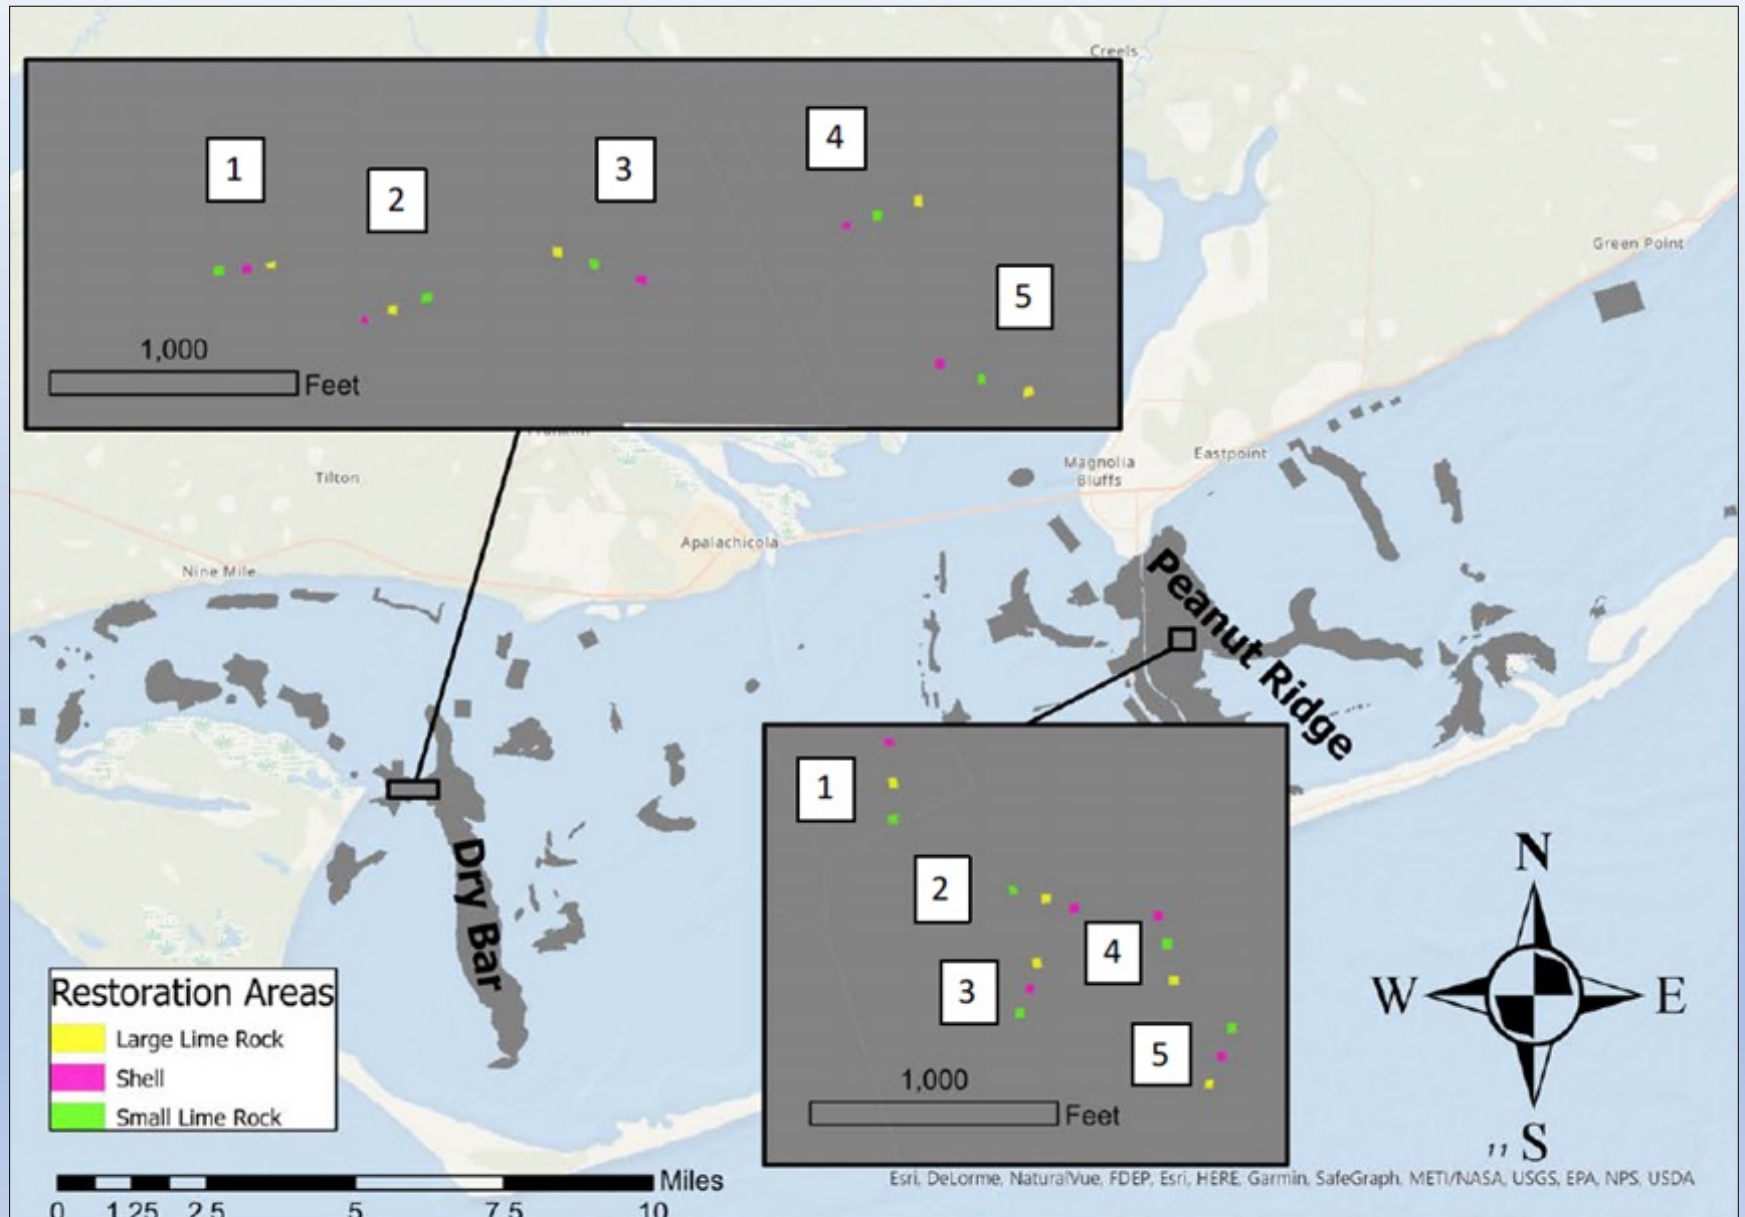 Creels
1
2
3
4
5
1,000
Feet
Green Point
Tilton
Magnolia
Bluffs
Eastpoint
Apalachicola
Nine Mile
Peanut Ridge
Dry Bar
1
2
3
4
5
1,000
Feet
N
W
E
S
11
Restoration Areas
Large Lime Rock
Shell
Small Lime Rock
Miles
0 1.25 2.5 5 7.5 10
Esri, DeLorme, NaturalVue, FDEP, Esri, HERE, Garmin, SafeGraph, METI/NASA, USGS, EPA, NPS, USDA